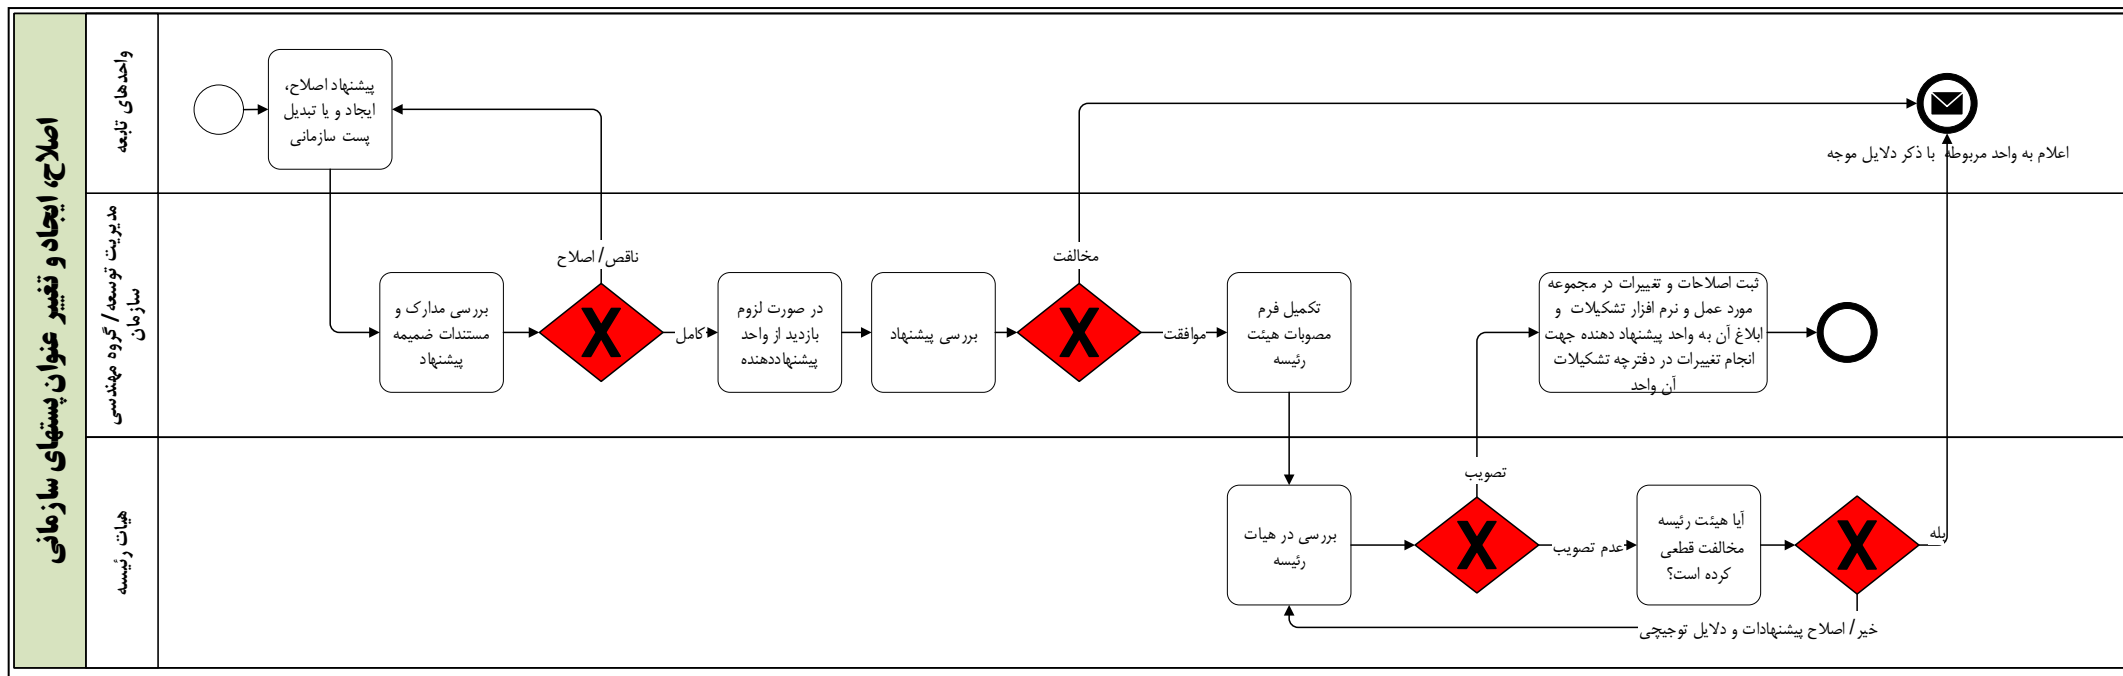 اصلاح، ایجاد و تغییر عنوان پستهای سازمانی
واحدهای تابعه
پیشنهاد اصلاح،
ایجاد و یا تبدیل
پست سازمانی
اعلام به واحد مربوطه با ذکر دلایل موجه
مدیریت توسعه/ گروه مهندسی
سازمان
بررسی مدارک و
مستندات ضمیمه
پیشنهاد
ناقص/ اصلاح
کامل
در صورت لزوم
بازدید از واحد
پیشنهاددهنده
بررسی پیشنهاد
مخالفت
موافقت
تکمیل فرم
مصوبات هیئت
رئیسه
ثبت اصلاحات و تغییرات در مجموعه
مورد عمل و نرم افزار تشکیلات و
ابلاغ آن به واحد پیشنهاد دهنده جهت
انجام تغییرات در دفترچه تشکیلات
آن واحد
هیات رئیسه
بررسی در هیات
رئیسه
تصویب
عدم تصویب
آیا هیئت رئیسه
مخالفت قطعی
کرده است؟
بله
خیر/ اصلاح پیشنهادات و دلایل توجیحی